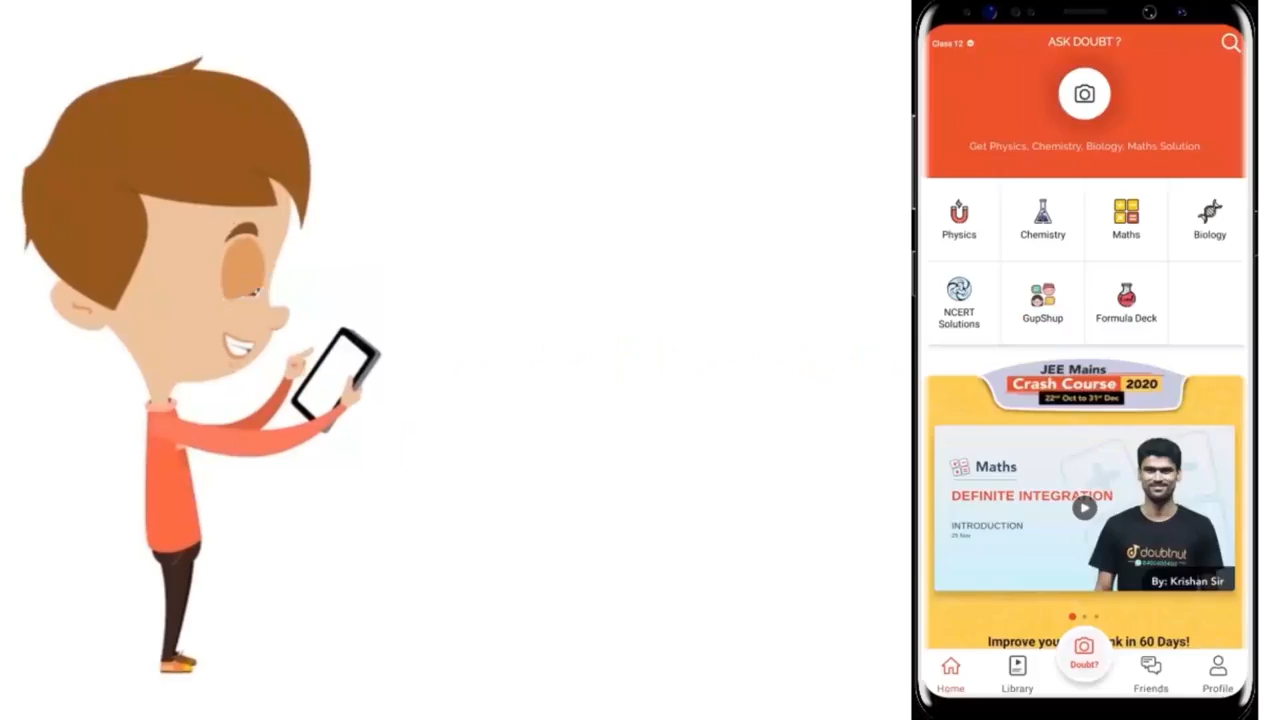 Class 12
ASK DOUBT ?
Get Physics, Chemistry, Biology, Maths Solution
Physics
Chemistry
Maths
Biology
NCERT
Solutions
GupShup
Formula Deck
JEE Mains
Crash Course 2020
22nd Oct to 31st Dec
Maths
DEFINITE INTEGRATION
INTRODUCTION
doubtnut
By: Krishan Sir
Improve your nk in 60 Days!
Doubt?
Home
Library
Friends
Profile